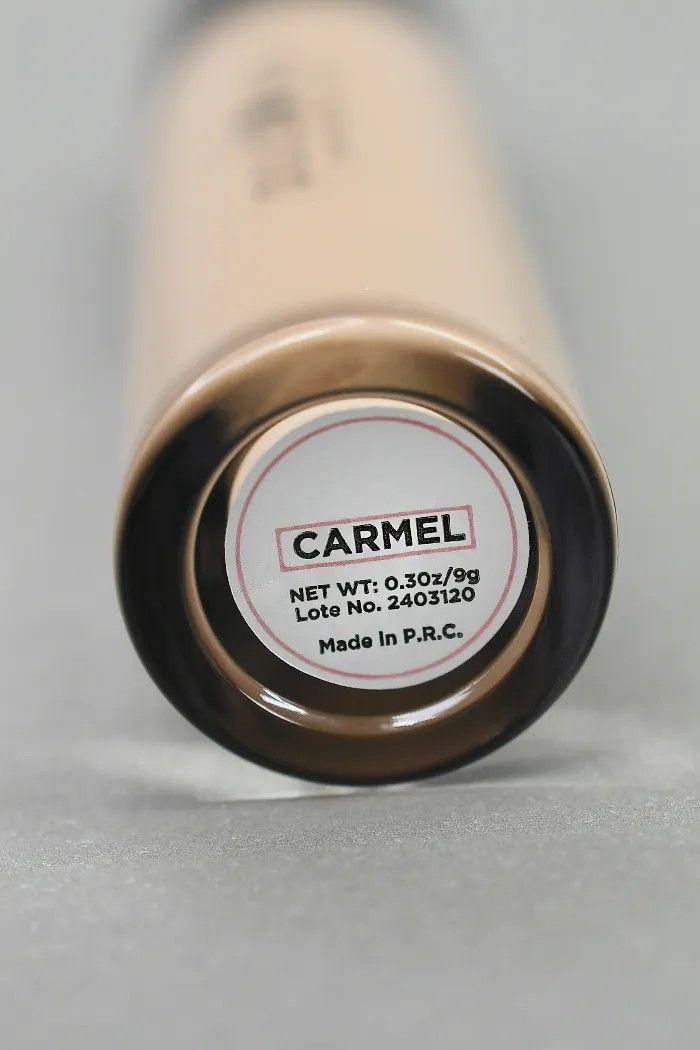 CARMEL
NET WT: 0.30z/9g
Lote No. 2403120
Made In P.R.C.